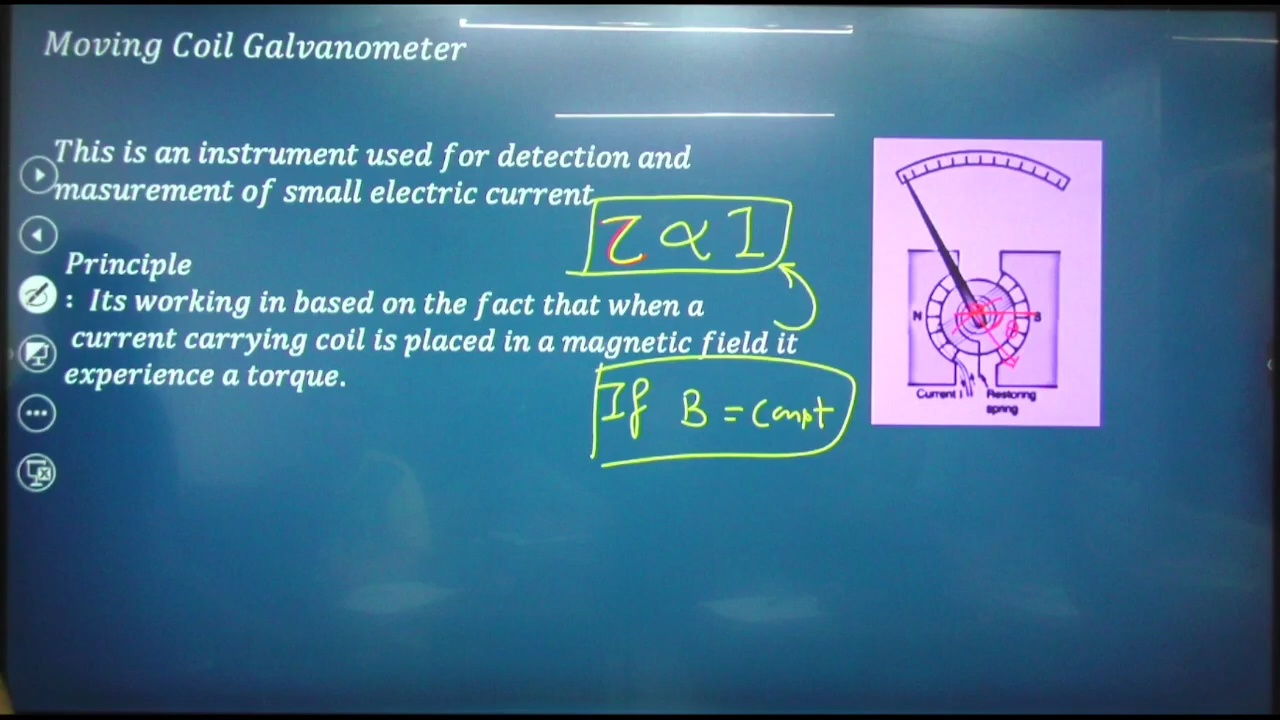 Moving Coil Galvanometer
This is an instrument used for detection and
masurement of small electric current
τ ∝ I
Principle
: Its working in based on the fact that when a
current carrying coil is placed in a magnetic field it
experience a torque.
If B = Const
N
S
Current i
Restoring
spring